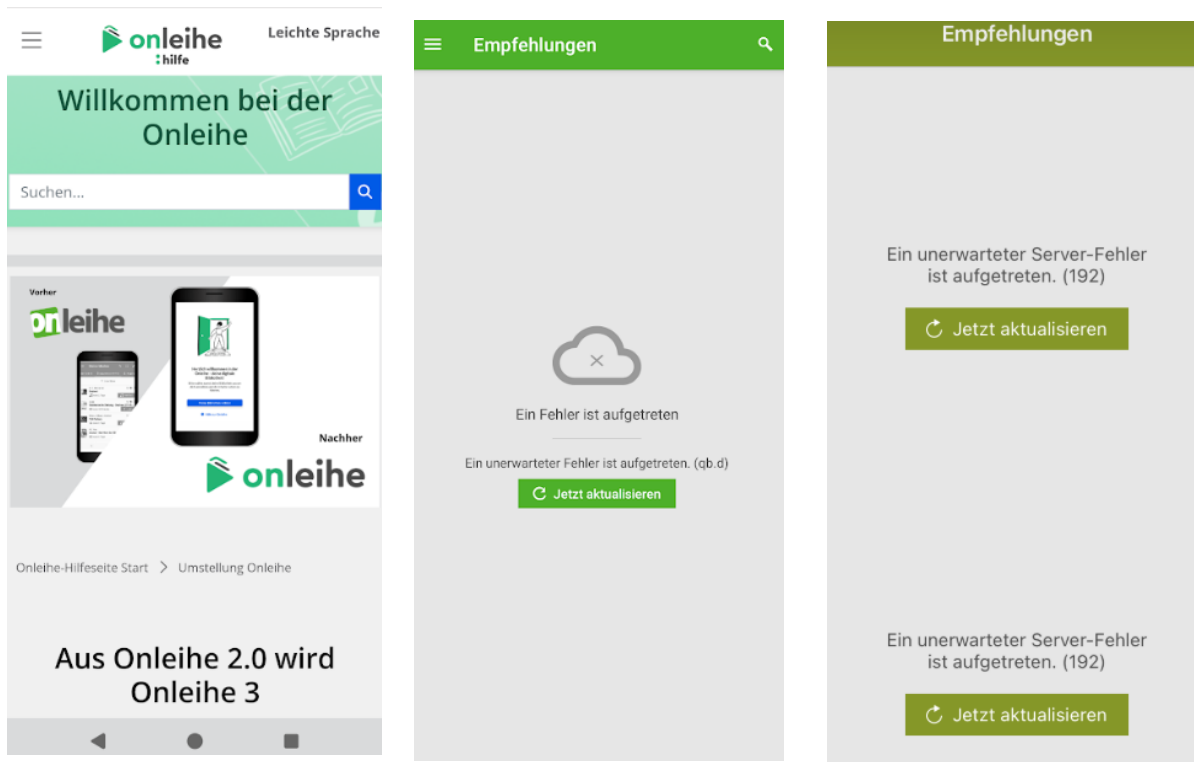 onleihe
:hilfe
Leichte Sprache
Willkommen bei der
Onleihe
Suchen...
Vorher
onleihe
Nachher
onleihe
Onleihe-Hilfeseite Start > Umstellung Onleihe
Aus Onleihe 2.0 wird
Onleihe 3
Empfehlungen
Ein Fehler ist aufgetreten
Ein unerwarteter Fehler ist aufgetreten. (qb.d)
Jetzt aktualisieren
Empfehlungen
Ein unerwarteter Server-Fehler
ist aufgetreten. (192)
Jetzt aktualisieren
Ein unerwarteter Server-Fehler
ist aufgetreten. (192)
Jetzt aktualisieren